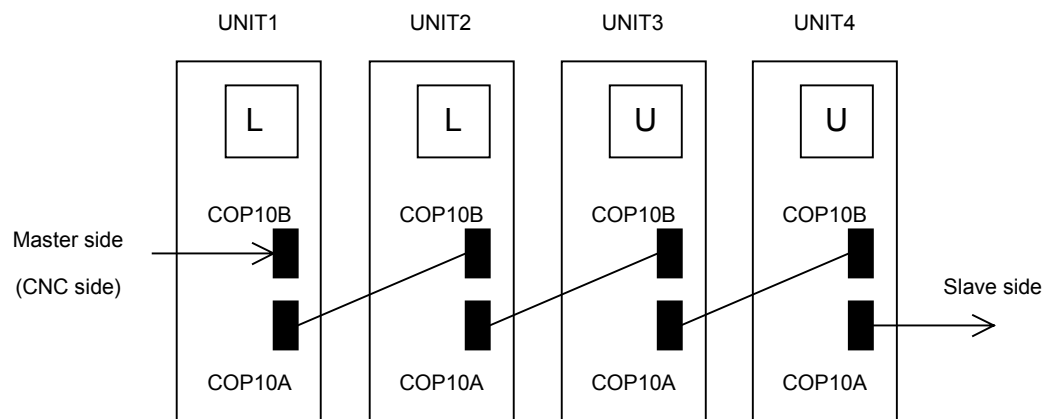 UNIT1 UNIT2 UNIT3 UNIT4
L L U U
COP10B COP10B COP10B COP10B
Master side
(CNC side)
Slave side
COP10A COP10A COP10A COP10A